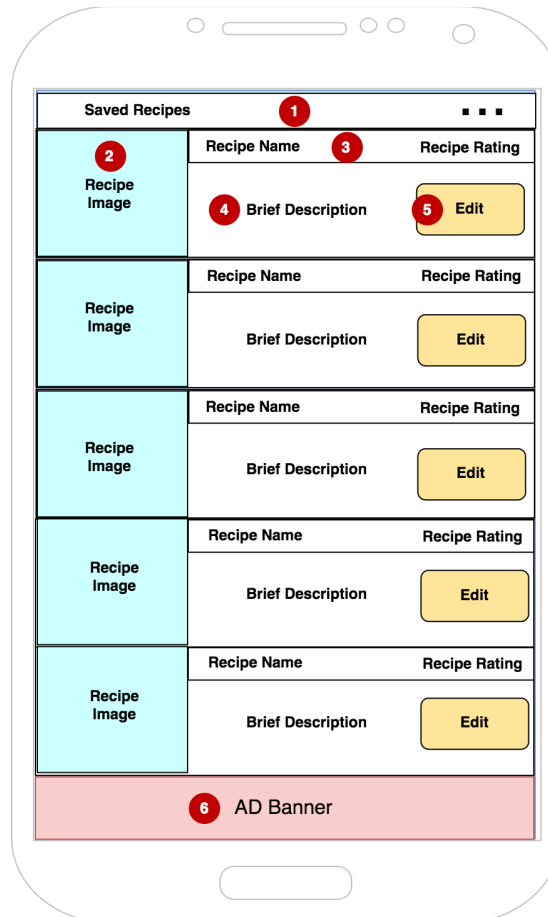 Saved Recipes 1 ...
2 Recipe Name 3 Recipe Rating
Recipe
Image
4 Brief Description 5 Edit
Recipe Name Recipe Rating
Recipe
Image
Brief Description Edit
Recipe Name Recipe Rating
Recipe
Image
Brief Description Edit
Recipe Name Recipe Rating
Recipe
Image
Brief Description Edit
Recipe Name Recipe Rating
Recipe
Image
Brief Description Edit
6 AD Banner